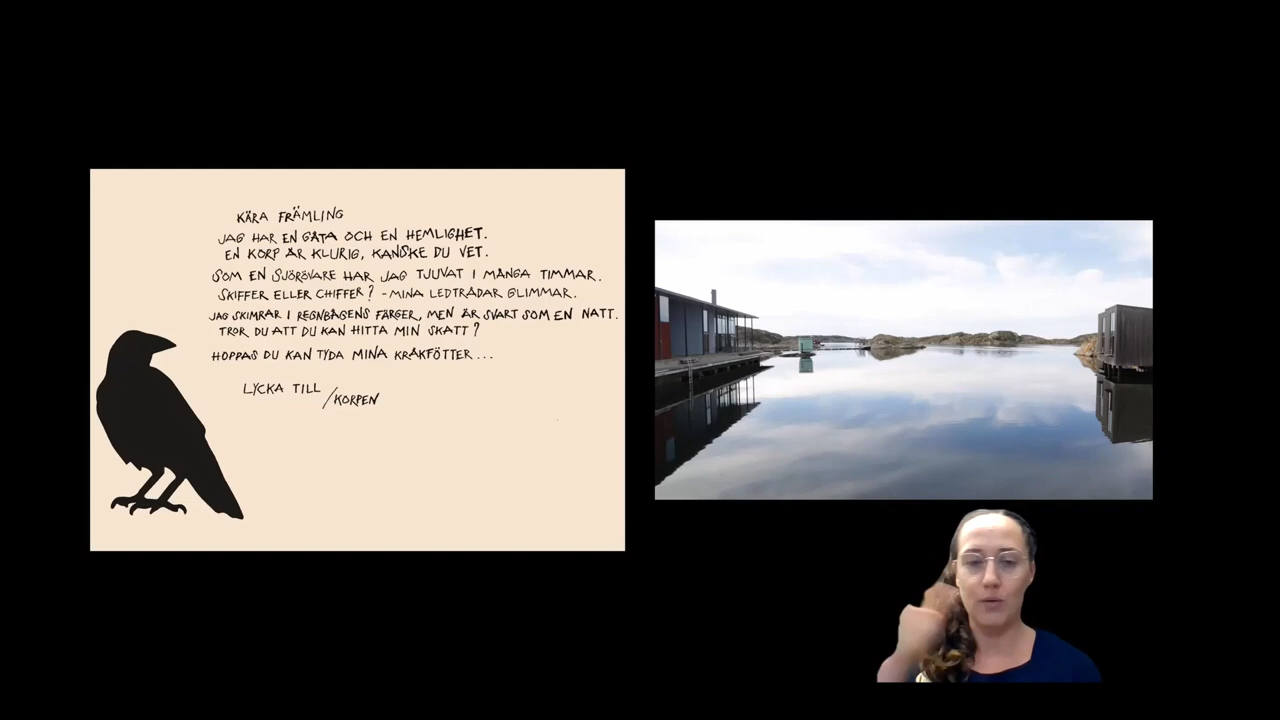 KÄRA FRÄMLING
JAG HAR EN GÅTA OCH EN HEMLIGHET.
EN KORP ÄR KLURIG, KANSKE DU VET.
SOM EN SJÖRÖVARE HAR JAG TJUVAT I MÅNGA TIMMAR.
SKIFFER ELLER CHIFFER? - MINA LEDTRÅDAR GLIMMAR.
JAG SKIMRAR I REGNBÅGENS FÄRGER, MEN ÄR SVART SOM EN NATT.
TROR DU ATT DU KAN HITTA MIN SKATT?
HOPPAS DU KAN TYDA MINA KRÅKFÖTTER...
LYCKA TILL
/KORPEN